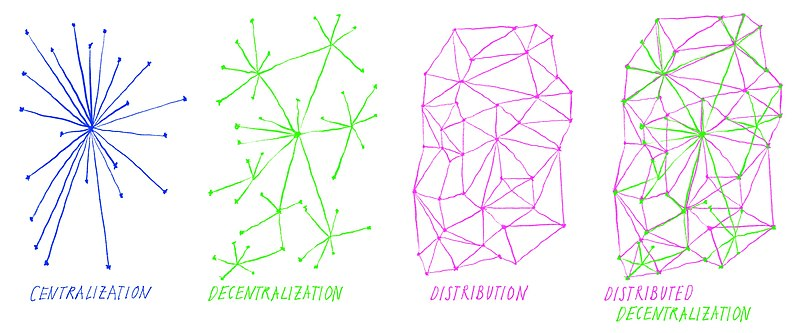 CENTRALIZATION
DECENTRALIZATION
DISTRIBUTION
DISTRIBUTED
DECENTRALIZATION